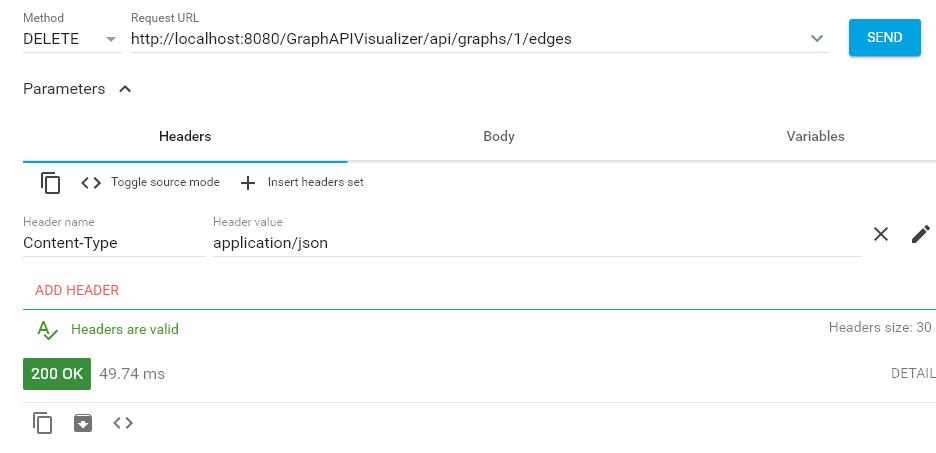 Method
Request URL
DELETE
http://localhost:8080/GraphAPIVisualizer/api/graphs/1/edges
SEND
Parameters
Headers
Body
Variables
Toggle source mode
Insert headers set
Header name
Header value
Content-Type
application/json
ADD HEADER
Headers are valid
Headers size: 30
200 OK
49.74 ms
DETAIL